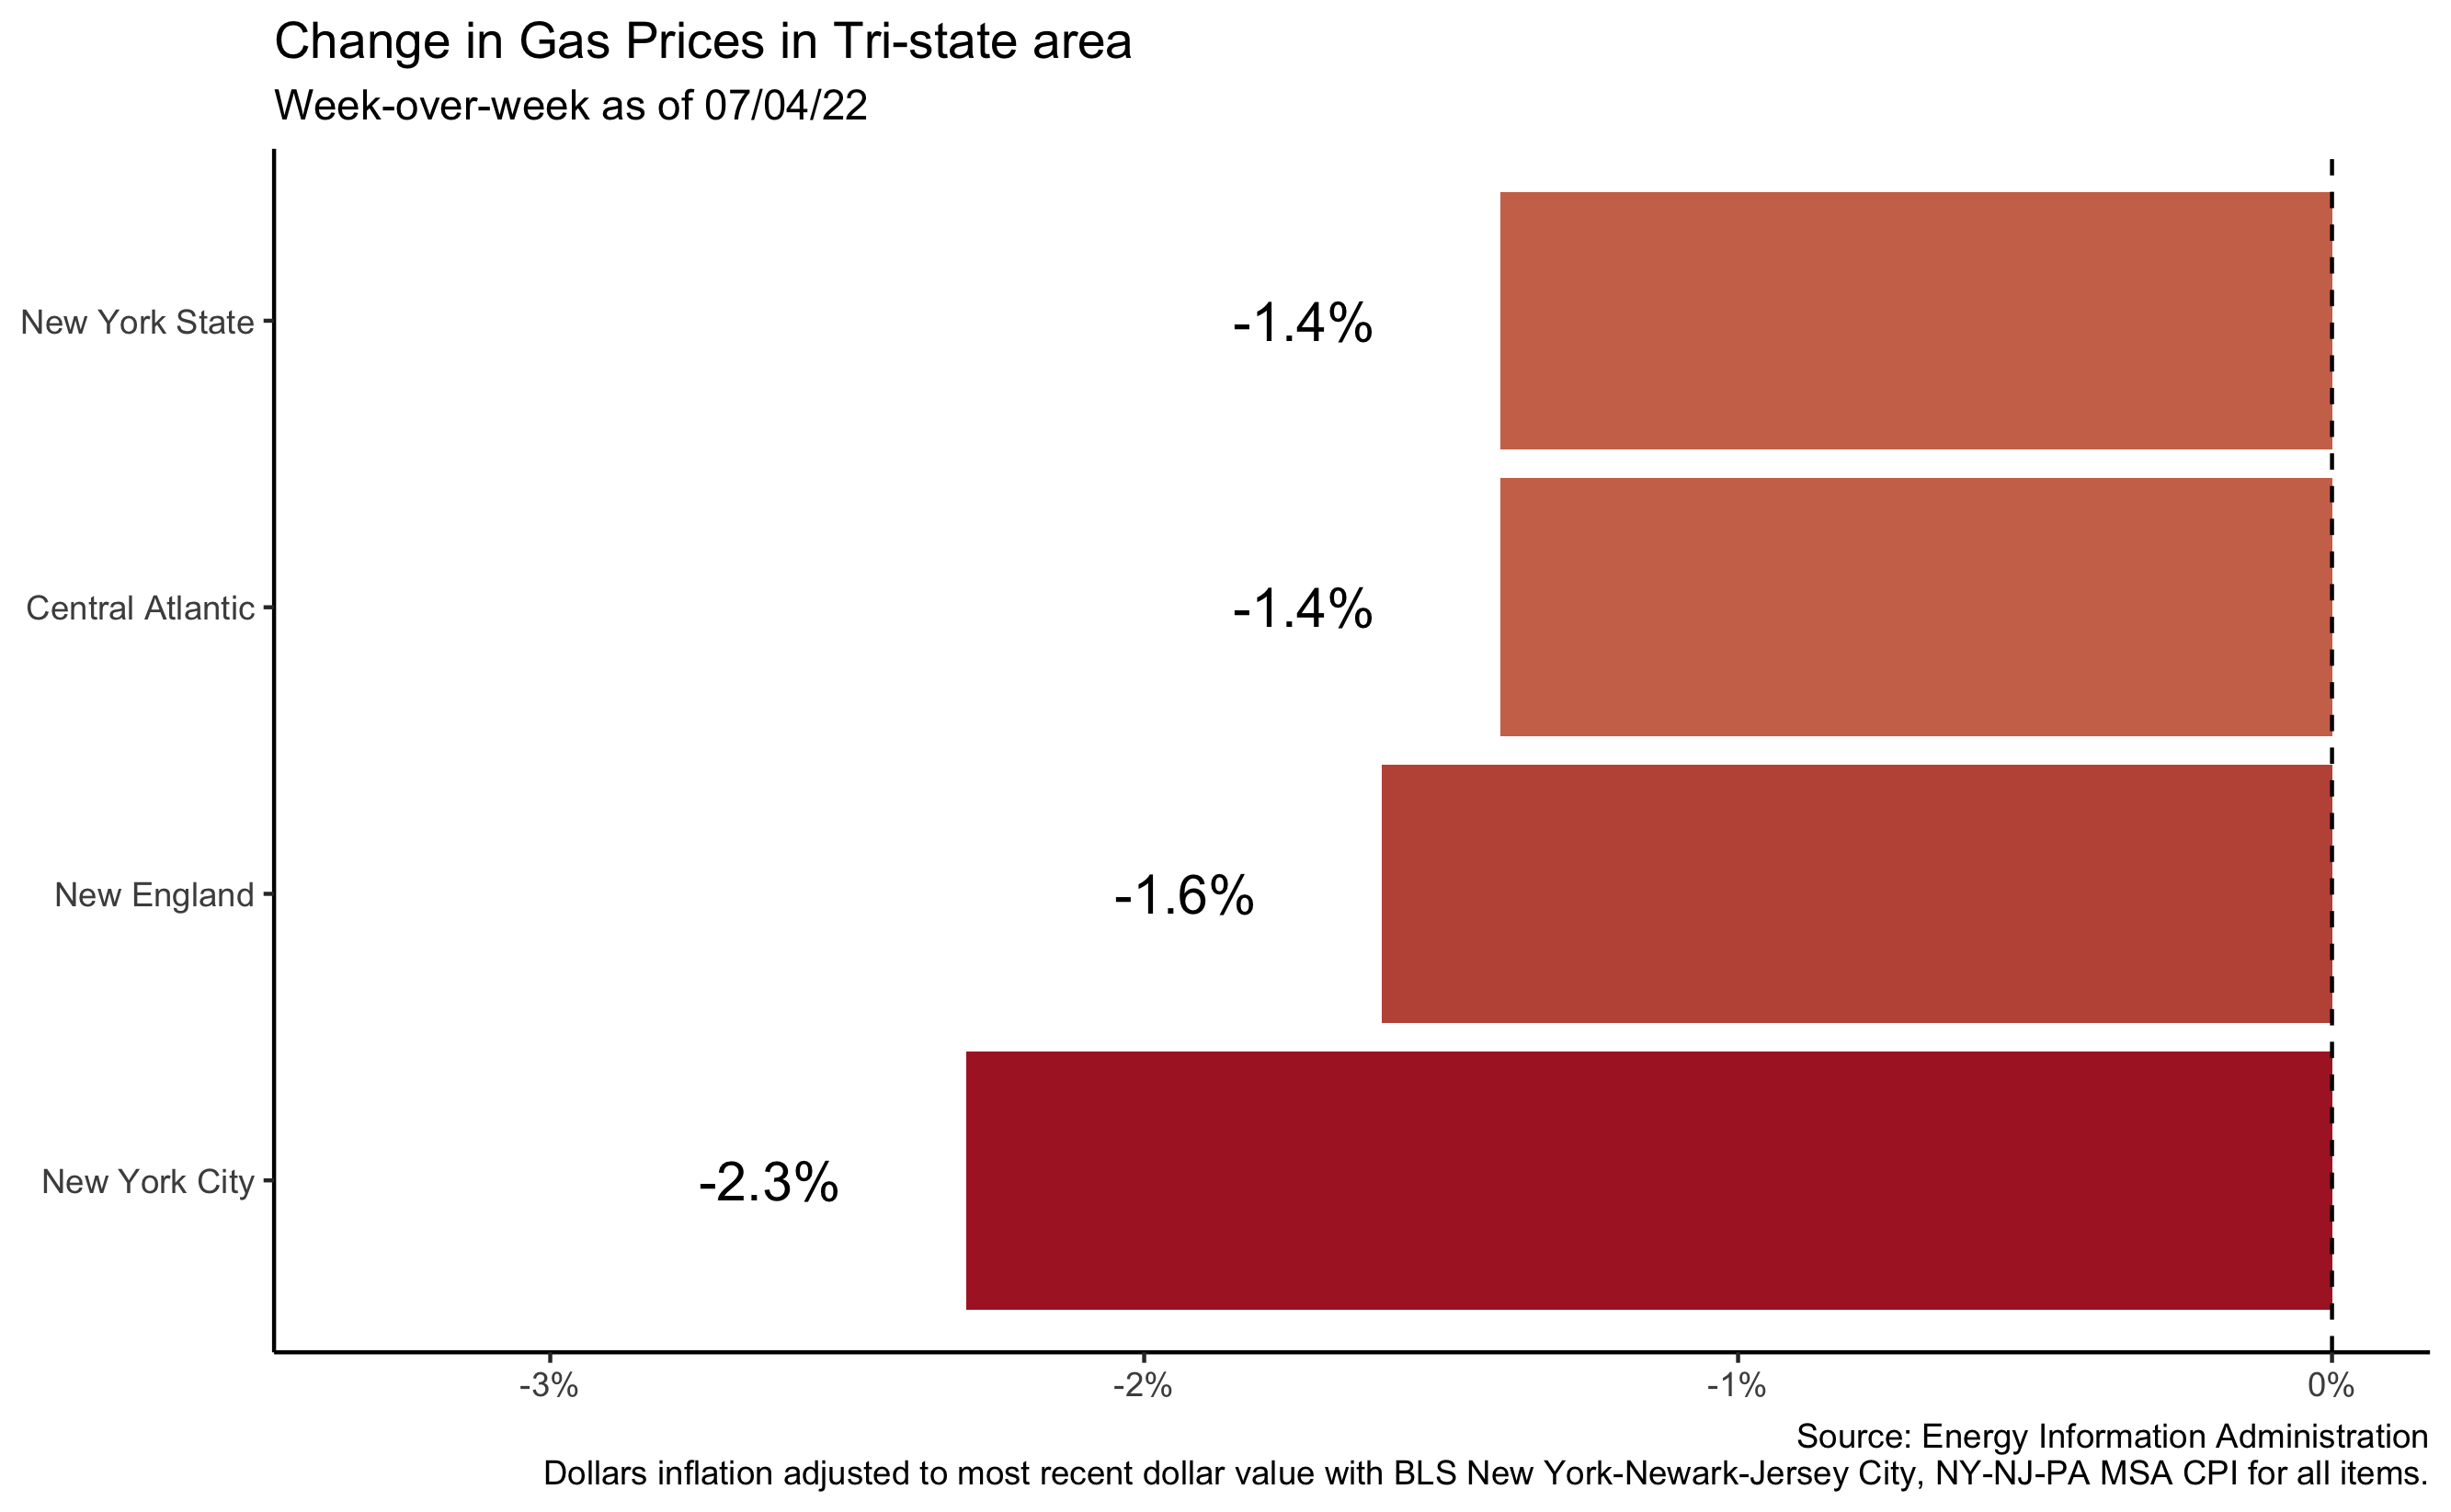 Change in Gas Prices in Tri-state area
Week-over-week as of 07/04/22
New York State
-1.4%
Central Atlantic
-1.4%
New England
-1.6%
New York City
-2.3%
-3%
-2%
-1%
0%
Source: Energy Information Administration
Dollars inflation adjusted to most recent dollar value with BLS New York-Newark-Jersey City, NY-NJ-PA MSA CPI for all items.